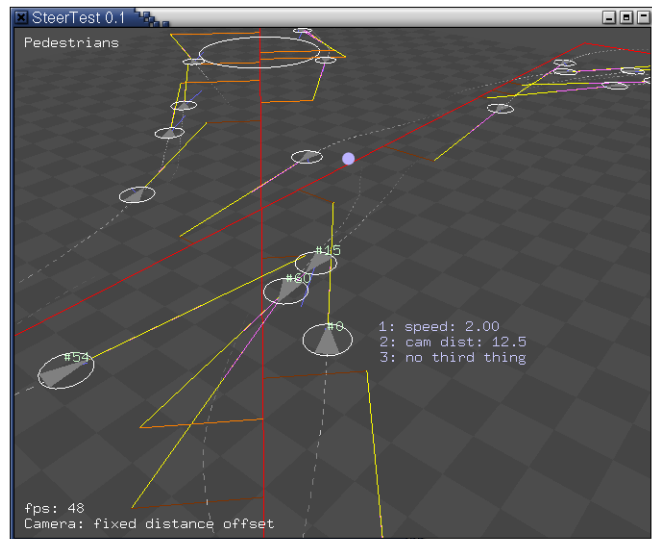 SteerTest 0.1
Pedestrians
#15
#60
#0
1: speed: 2.00
2: cam dist: 12.5
3: no third thing
#54
fps: 48
Camera: fixed distance offset